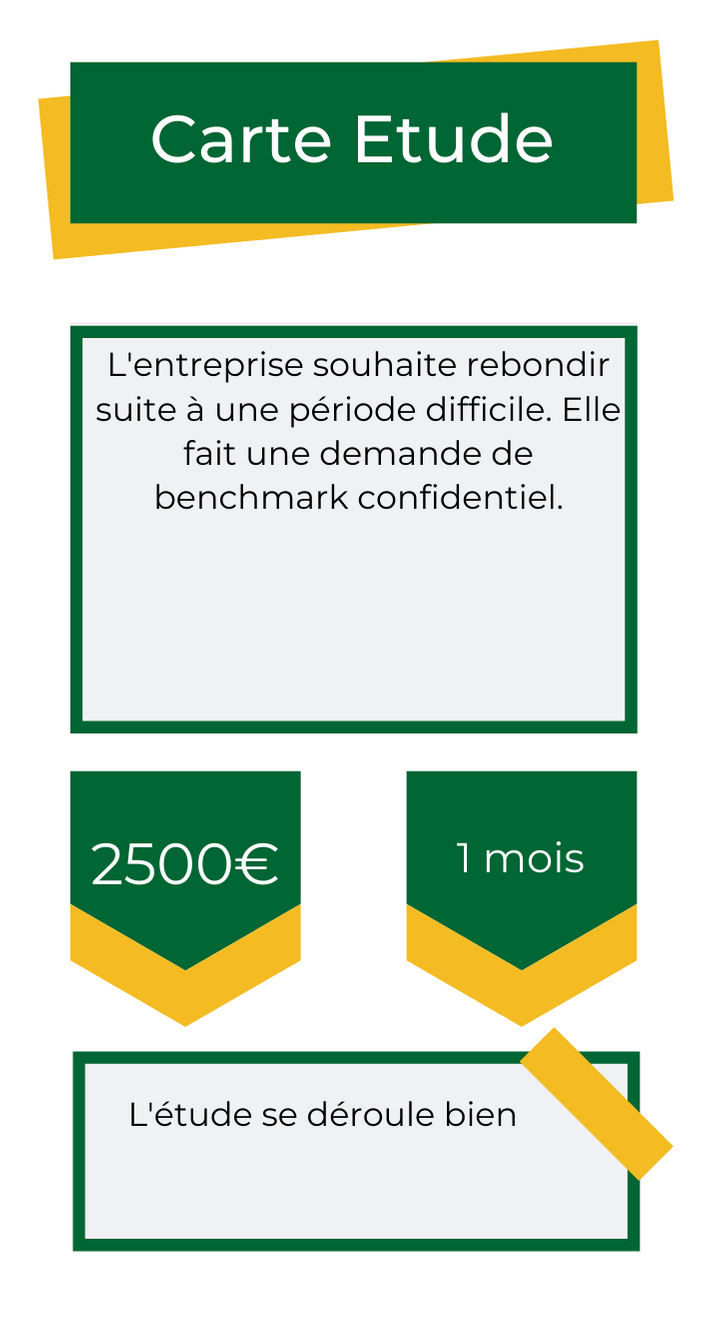 Carte Etude
L'entreprise souhaite rebondir
suite à une période difficile. Elle
fait une demande de
benchmark confidentiel.
2500€
1 mois
L'étude se déroule bien